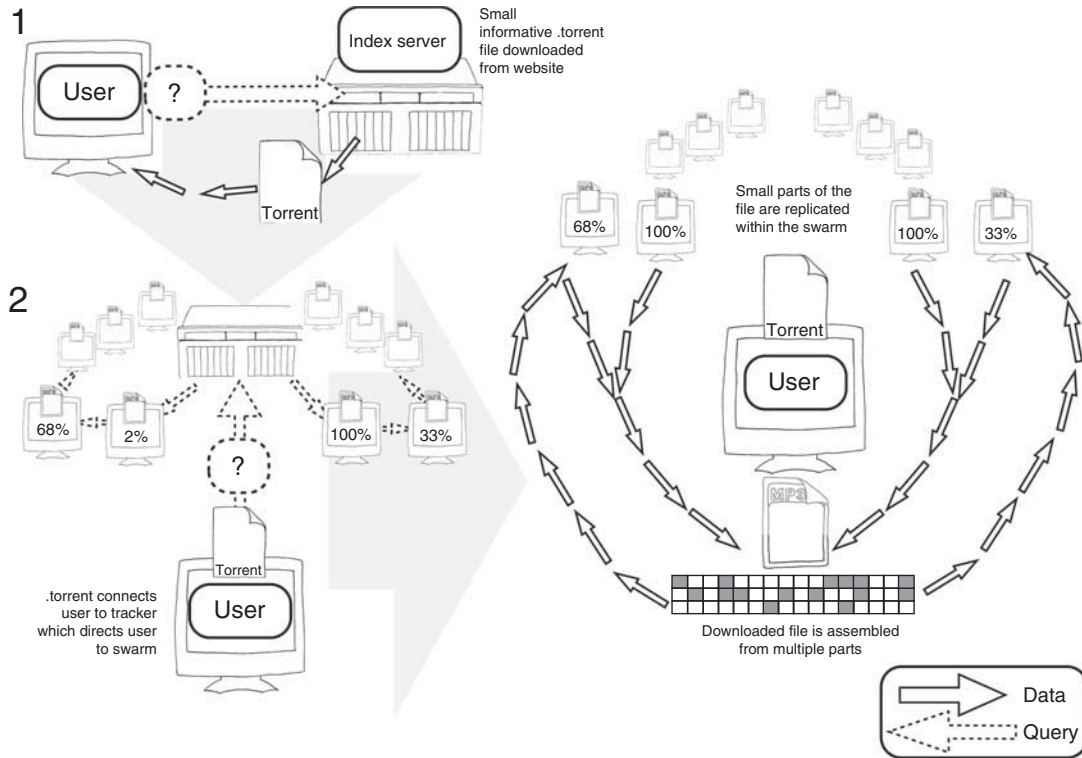 1
User
?
Index server
Small
informative .torrent
file downloaded
from website
Torrent
2
68%
2%
100%
33%
?
Torrent
User
.torrent connects
user to tracker
which directs user
to swarm
68%
100%
100%
33%
Small parts of the
file are replicated
within the swarm
Torrent
User
MP3
Downloaded file is assembled
from multiple parts
Data
Query